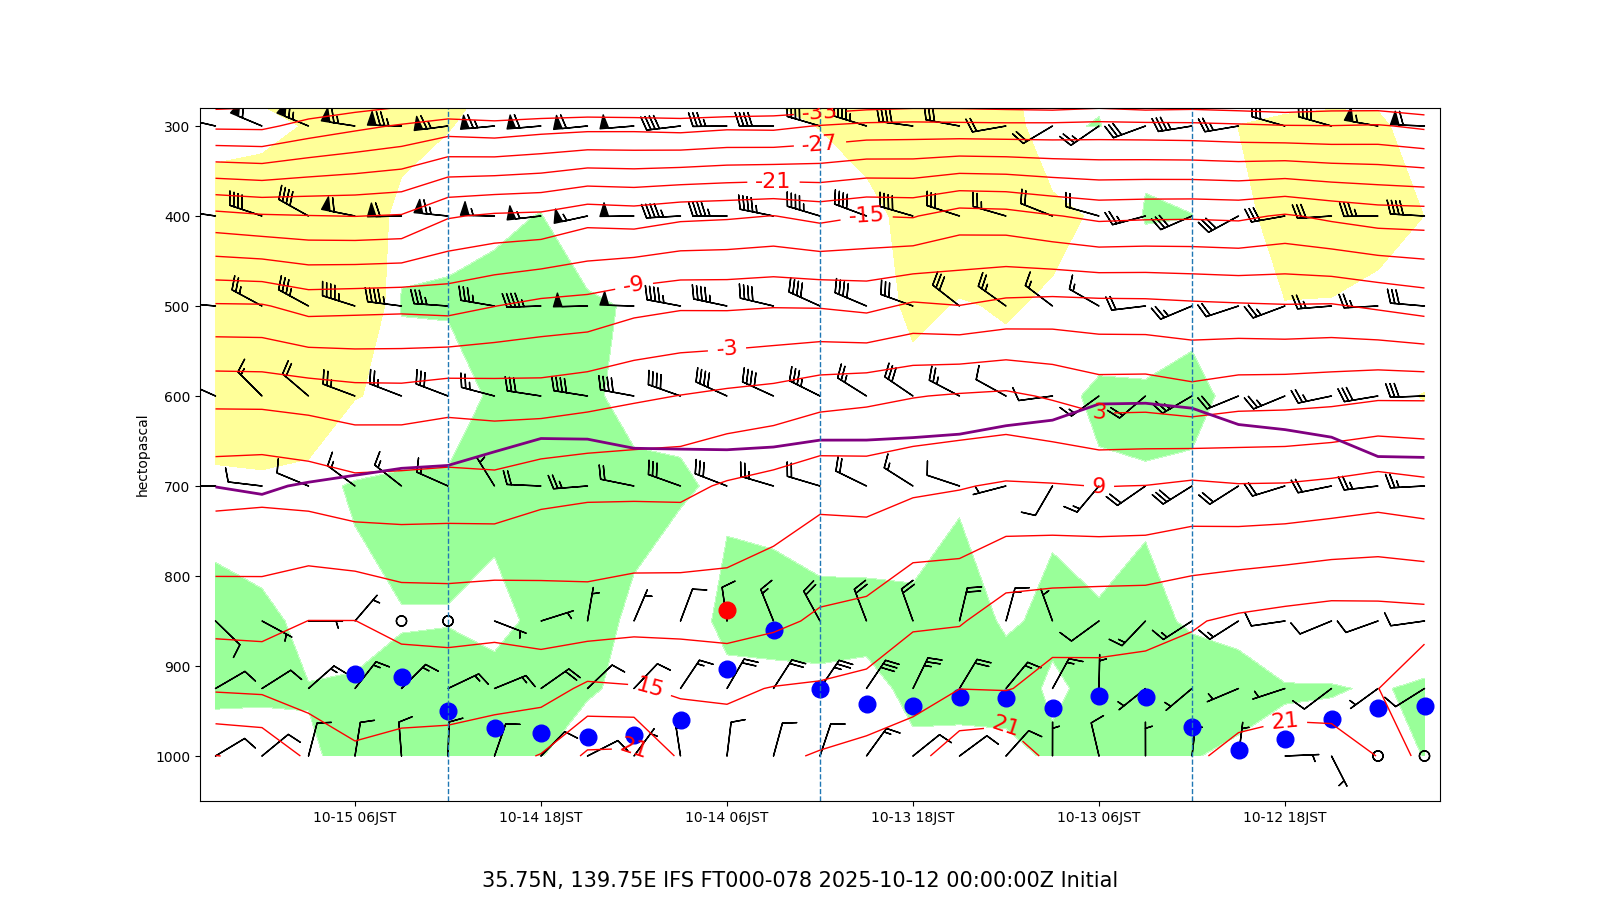 -33
300
-27
-21
400
-15
-9
500
-3
600
3
hectopascal
700
9
800
900
15
21
21
21
1000
10-15 06JST
10-14 18JST
10-14 06JST
10-13 18JST
10-13 06JST
10-12 18JST
35.75N, 139.75E IFS FT000-078 2025-10-12 00:00:00Z Initial